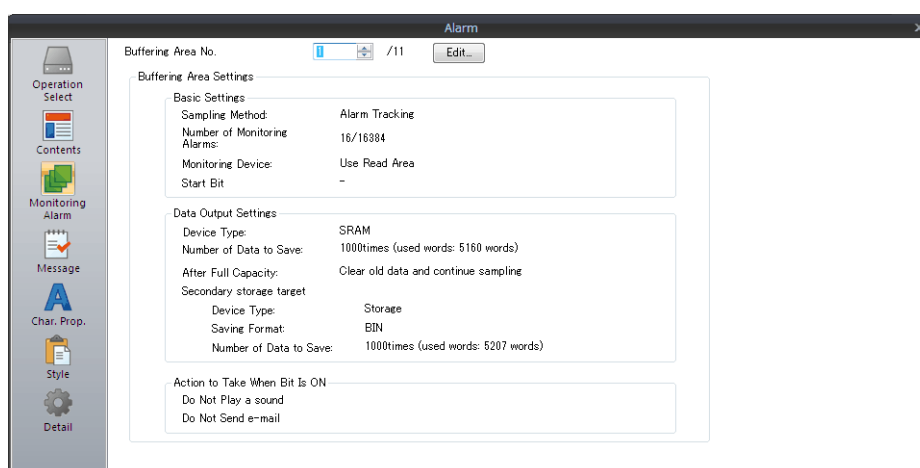 Alarm
Buffering Area No. 1 /11 Edit...
Buffering Area Settings
Basic Settings
Sampling Method: Alarm Tracking
Number of Monitoring Alarms: 16/16384
Monitoring Device: Use Read Area
Start Bit -
Data Output Settings
Device Type: SRAM
Number of Data to Save: 1000times (used words: 5160 words)
After Full Capacity: Clear old data and continue sampling
Secondary storage target
Device Type: Storage
Saving Format: BIN
Number of Data to Save: 1000times (used words: 5207 words)
Action to Take When Bit Is ON
Do Not Play a sound
Do Not Send e-mail
Operation
Select
Contents
Monitoring
Alarm
Message
Char. Prop.
Style
Detail